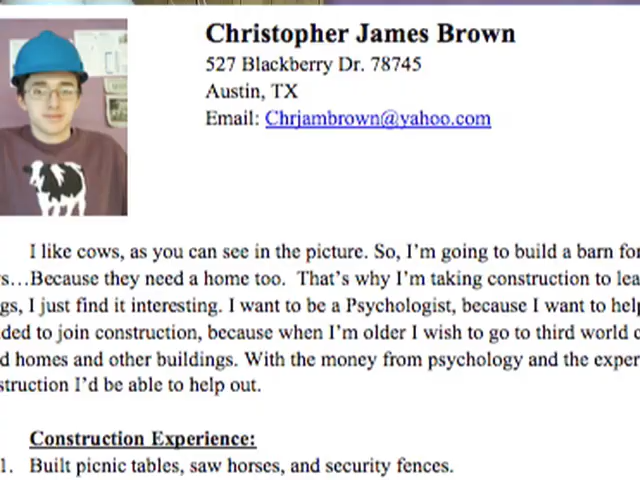 Christopher James Brown
527 Blackberry Dr. 78745
Austin, TX
Email: Chrjambrown@yahoo.com
I like cows, as you can see in the picture. So, I'm going to build a barn for
s…Because they need a home too. That's why I'm taking construction to lea
gs, I just find it interesting. I want to be a Psychologist, because I want to help
ded to join construction, because when I'm older I wish to go to third world c
d homes and other buildings. With the money from psychology and the exper
struction I'd be able to help out.
Construction Experience:
1. Built picnic tables, saw horses, and security fences.